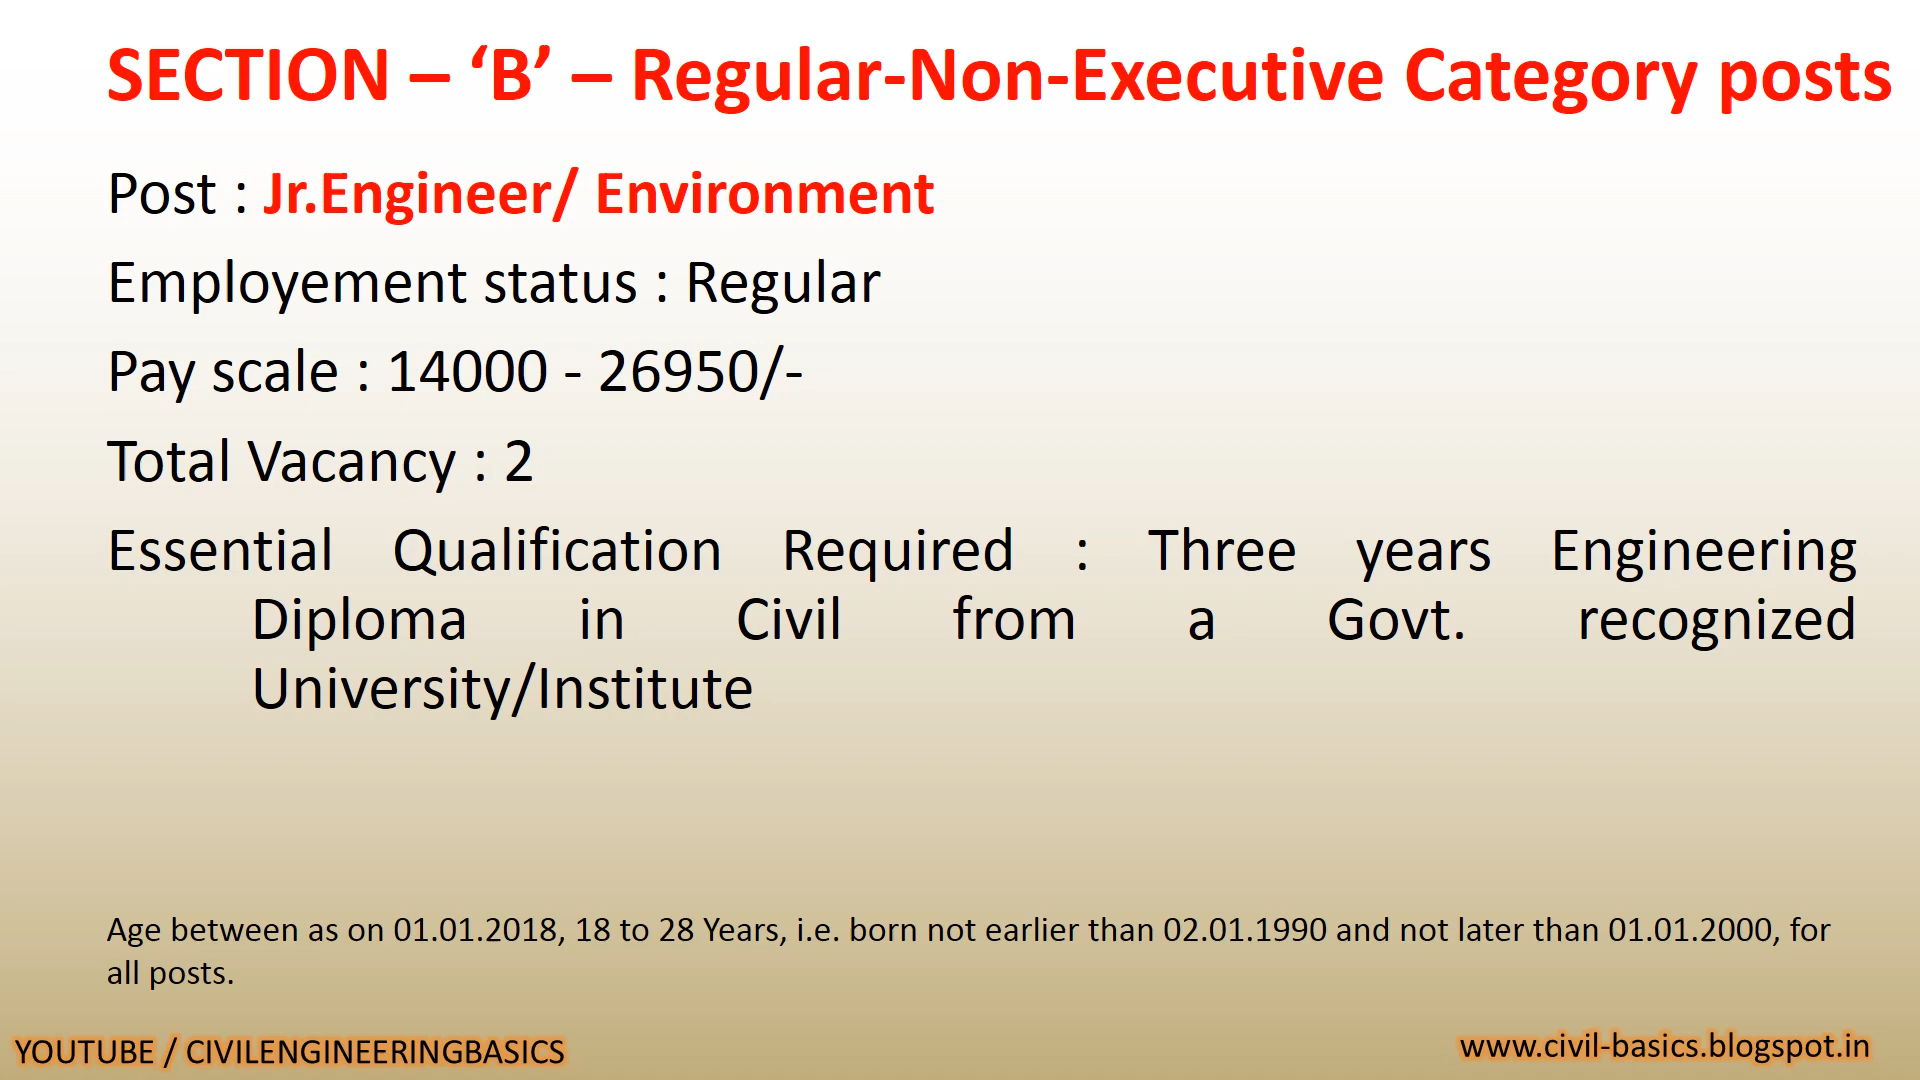 SECTION – ‘B’ – Regular-Non-Executive Category posts
Post : Jr.Engineer/ Environment
Employement status : Regular
Pay scale : 14000 - 26950/-
Total Vacancy : 2
Essential Qualification Required : Three years Engineering
Diploma in Civil from a Govt. recognized
University/Institute
Age between as on 01.01.2018, 18 to 28 Years, i.e. born not earlier than 02.01.1990 and not later than 01.01.2000, for
all posts.
YOUTUBE / CIVILENGINEERINGBASICS
www.civil-basics.blogspot.in